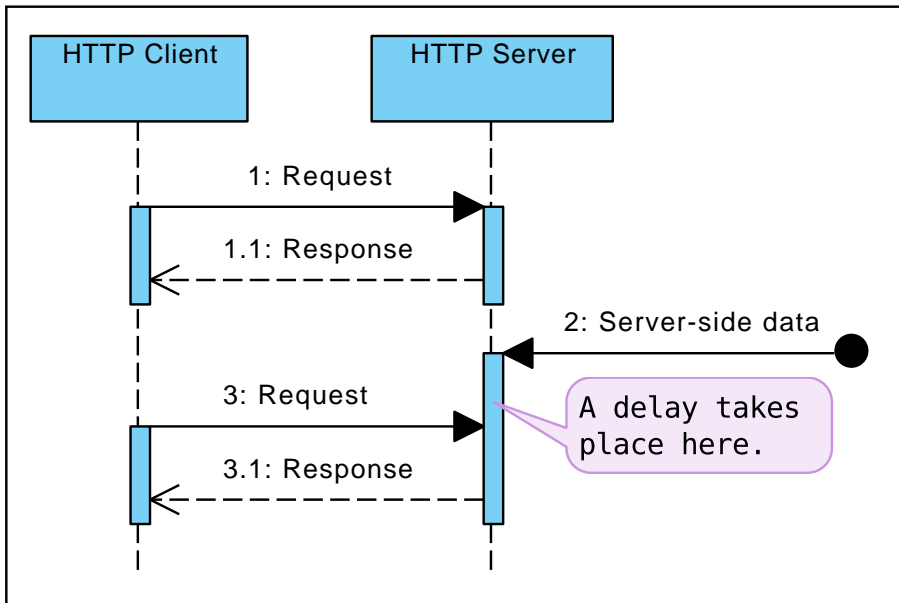 HTTP Client
HTTP Server
1: Request
1.1: Response
2: Server-side data
3: Request
A delay takes
place here.
3.1: Response